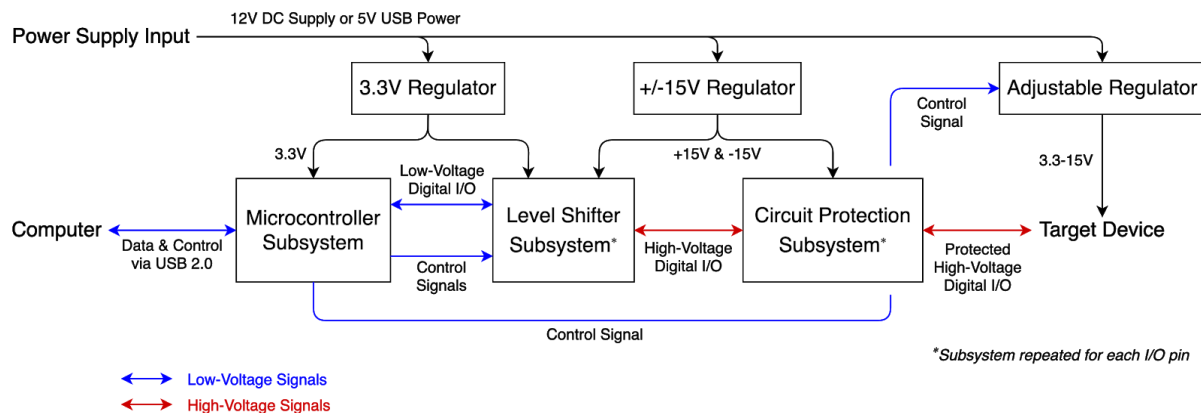 12V DC Supply or 5V USB Power
Power Supply Input
3.3V Regulator
+/-15V Regulator
Adjustable Regulator
Control
Signal
3.3V
+15V & -15V
3.3-15V
Low-Voltage
Digital I/O
Microcontroller
Subsystem
Level Shifter
Subsystem*
Circuit Protection
Subsystem*
Computer
Target Device
Data & Control
via USB 2.0
Control
Signals
High-Voltage
Digital I/O
Protected
High-Voltage
Digital I/O
Control Signal
*Subsystem repeated for each I/O pin
Low-Voltage Signals
High-Voltage Signals